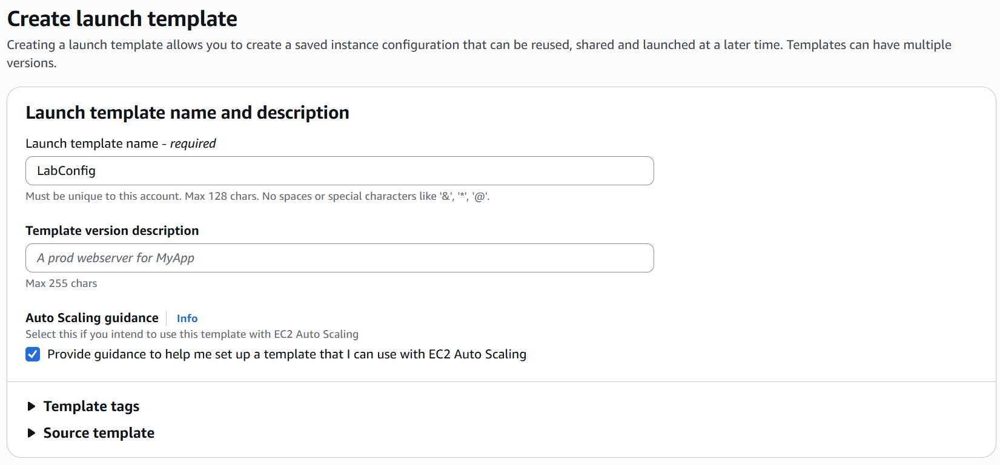 Create launch template
Creating a launch template allows you to create a saved instance configuration that can be reused, shared and launched at a later time. Templates can have multiple
versions.
Launch template name and description
Launch template name - required
LabConfig
Must be unique to this account. Max 128 chars. No spaces or special characters like '&', '*', '@'.
Template version description
A prod webserver for MyApp
Max 255 chars
Auto Scaling guidance Info
Select this if you intend to use this template with EC2 Auto Scaling
Provide guidance to help me set up a template that I can use with EC2 Auto Scaling
Template tags
Source template